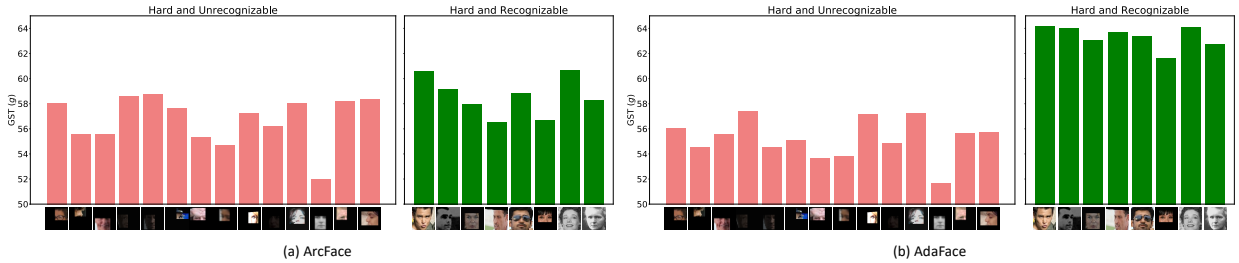 Hard and Unrecognizable
Hard and Recognizable
64
62
60
58
56
54
52
50
GST (g)
(a) ArcFace
Hard and Unrecognizable
Hard and Recognizable
64
62
60
58
56
54
52
50
GST (g)
(b) AdaFace